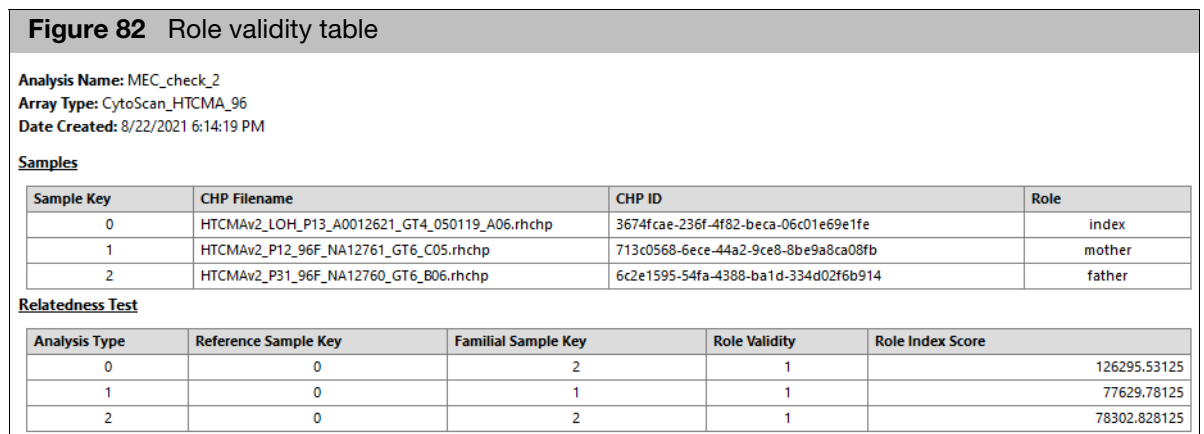 Figure 82 Role validity table
Analysis Name: MEC_check_2
Array Type: CytoScan_HTCMA_96
Date Created: 8/22/2021 6:14:19 PM
Samples
Sample Key CHP Filename CHP ID Role
0 HTCMAv2_LOH_P13_A0012621_GT4_050119_A06.rhchp 3674fcae-236f-4f82-beca-06c01e69e1fe index
1 HTCMAv2_P12_96F_NA12761_GT6_C05.rhchp 713c0568-6ece-44a2-9ce8-8be9a8ca08fb mother
2 HTCMAv2_P31_96F_NA12760_GT6_B06.rhchp 6c2e1595-54fa-4388-ba1d-334d02f6b914 father
Relatedness Test
Analysis Type Reference Sample Key Familial Sample Key Role Validity Role Index Score
0 0 2 1 126295.53125
1 0 1 1 77629.78125
2 0 2 1 78302.828125